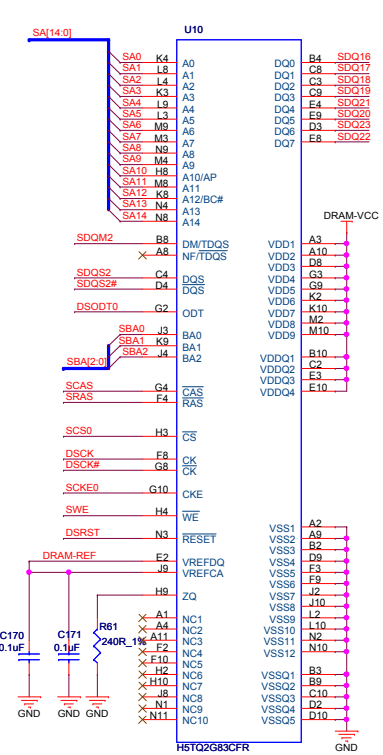 U10
SA[14:0]
SA0 K4 A0 DQ0 B4 SDQ16
SA1 L8 A1 DQ1 C8 SDQ17
SA2 L4 A2 DQ2 C3 SDQ18
SA3 K3 A3 DQ3 C9 SDQ19
SA4 L9 A4 DQ4 E4 SDQ21
SA5 L3 A5 DQ5 E9 SDQ20
SA6 M9 A6 DQ6 D3 SDQ23
SA7 M3 A7 DQ7 E8 SDQ22
SA8 N9 A8
SA9 M4 A9
SA10 H8 A10/AP
SA11 M8 A11
SA12 K8 A12/BC#
SA13 N4 A13
SA14 N8 A14
DRAM-VCC
SDQM2 B8 DM/TDQS VDD1 A3
A8 NF/TDQS VDD2 A10
VDD3 D8
SDQS2 C4 DQS VDD4 G3
SDQS2# D4 DQS VDD5 G9
VDD6 K2
DSODT0 G2 ODT VDD7 K10
VDD8 M2
SBA0 J3 BA0 VDD9 M10
SBA1 K9 BA1
SBA2 J4 BA2 VDDQ1 B10
SBA[2:0] VDDQ2 C2
VDDQ3 E3
SCAS G4 CAS VDDQ4 E10
SRAS F4 RAS
SCS0 H3 CS
DSCK F8 CK
DSCK# G8 CK
SCKE0 G10 CKE
SWE H4 WE
VSS1 A2
DSRST N3 RESET VSS2 A9
VSS3 B2
DRAM-REF E2 VREFDQ VSS4 D9
J9 VREFCA VSS5 F3
VSS6 F9
H9 ZQ VSS7 J2
VSS8 J10
A1 NC1 VSS9 L2
A4 NC2 VSS10 L10
A11 NC3 VSS11 N2
F2 NC4 VSS12 N10
F10 NC5
H2 NC6 VSSQ1 B3
H10 NC7 VSSQ2 B9
J8 NC8 VSSQ3 C10
N1 NC9 VSSQ4 D2
N11 NC10 VSSQ5 D10
C170
0.1uF
C171
0.1uF
R61
240R_1%
GND GND GND
GND
H5TQ2G83CFR